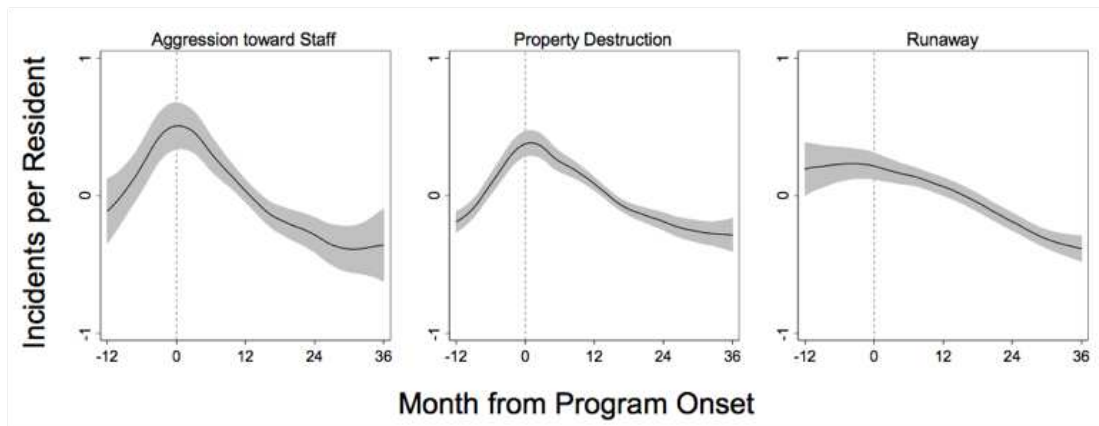 Aggression toward Staff
Property Destruction
Runaway
Incidents per Resident
1
0
-1
-12 0 12 24 36
1
0
-1
-12 0 12 24 36
1
0
-1
-12 0 12 24 36
Month from Program Onset